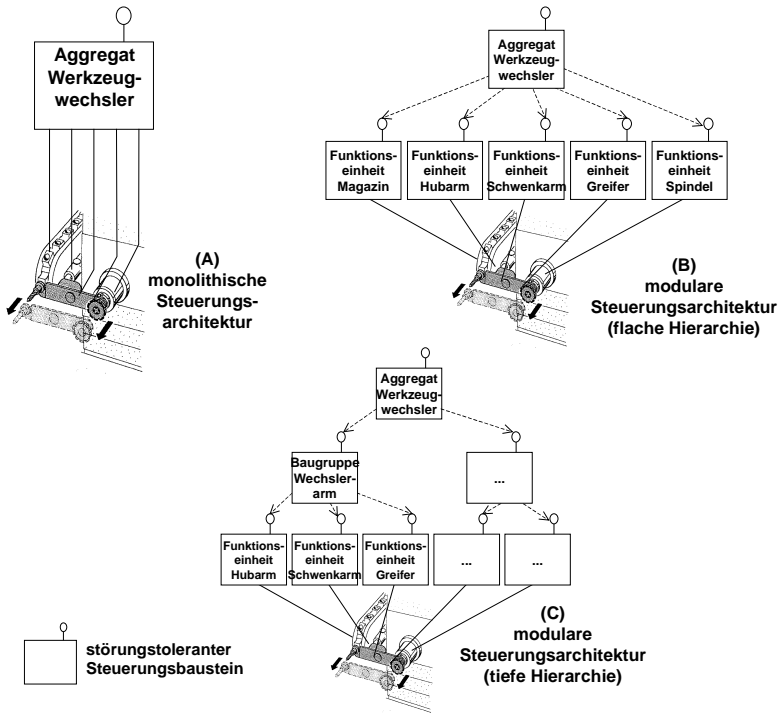 Aggregat
Werkzeug-
wechsler
(A)
monolithische
Steuerungs-
architektur
Aggregat
Werkzeug-
wechsler
Funktions-
einheit
Magazin
Funktions-
einheit
Hubarm
Funktions-
einheit
Schwenkarm
Funktions-
einheit
Greifer
Funktions-
einheit
Spindel
(B)
modulare
Steuerungsarchitektur
(flache Hierarchie)
Aggregat
Werkzeug-
wechsler
Baugruppe
Wechsler-
arm
...
Funktions-
einheit
Hubarm
Funktions-
einheit
Schwenkarm
Funktions-
einheit
Greifer
...
...
(C)
modulare
Steuerungsarchitektur
(tiefe Hierarchie)
störungstoleranter
Steuerungsbaustein